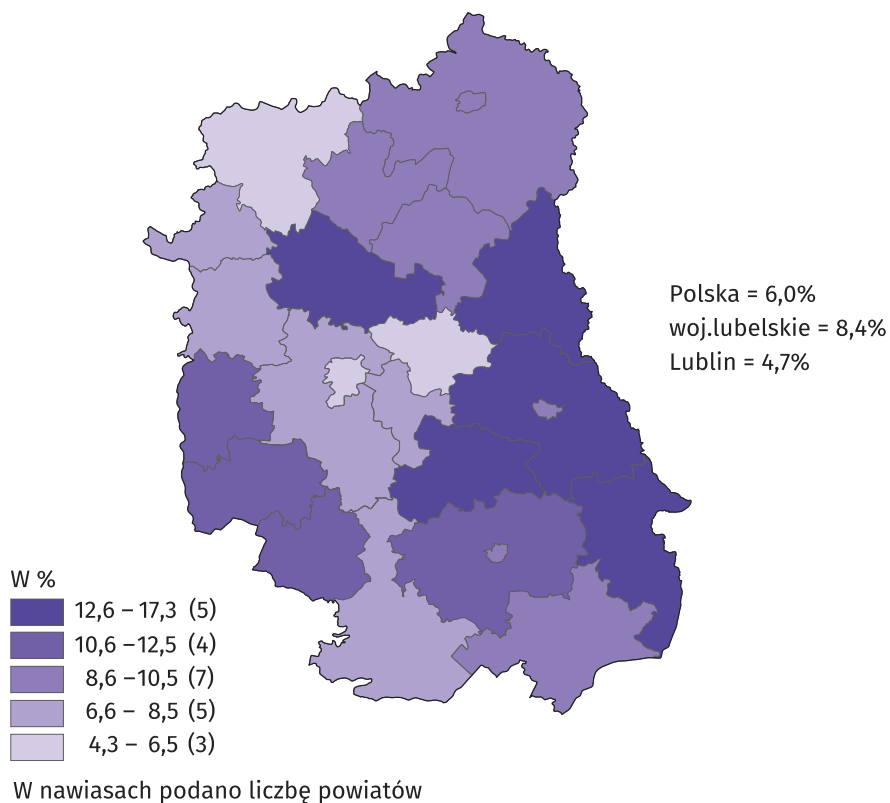 Polska = 6,0%
woj.lubelskie = 8,4%
Lublin = 4,7%
W %
12,6 – 17,3 (5)
10,6 –12,5 (4)
8,6 –10,5 (7)
6,6 – 8,5 (5)
4,3 – 6,5 (3)
W nawiasach podano liczbę powiatów